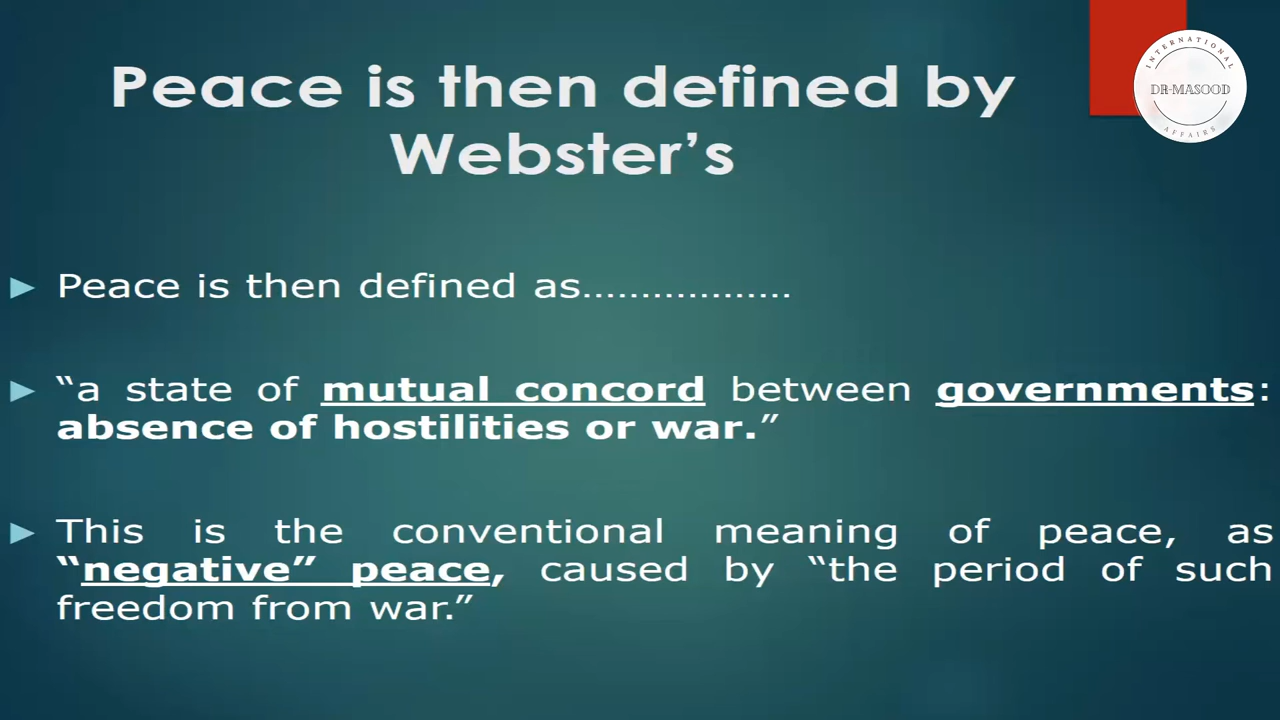 Peace is then defined by
Webster’s
INTERNATIONAL
DR-MASOOD
AFFAIRS
Peace is then defined as..................
“a state of mutual concord between governments:
absence of hostilities or war.”
This is the conventional meaning of peace, as
“negative” peace, caused by “the period of such
freedom from war.”